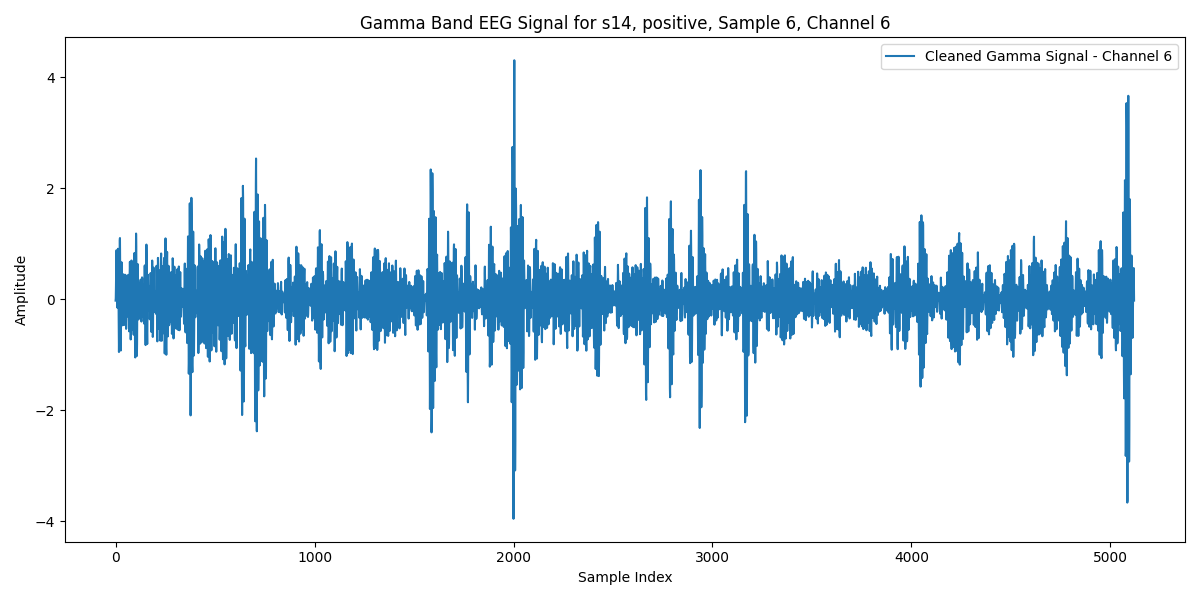 Gamma Band EEG Signal for s14, positive, Sample 6, Channel 6
Cleaned Gamma Signal - Channel 6
Amplitude
4
2
0
−2
−4
0 1000 2000 3000 4000 5000
Sample Index